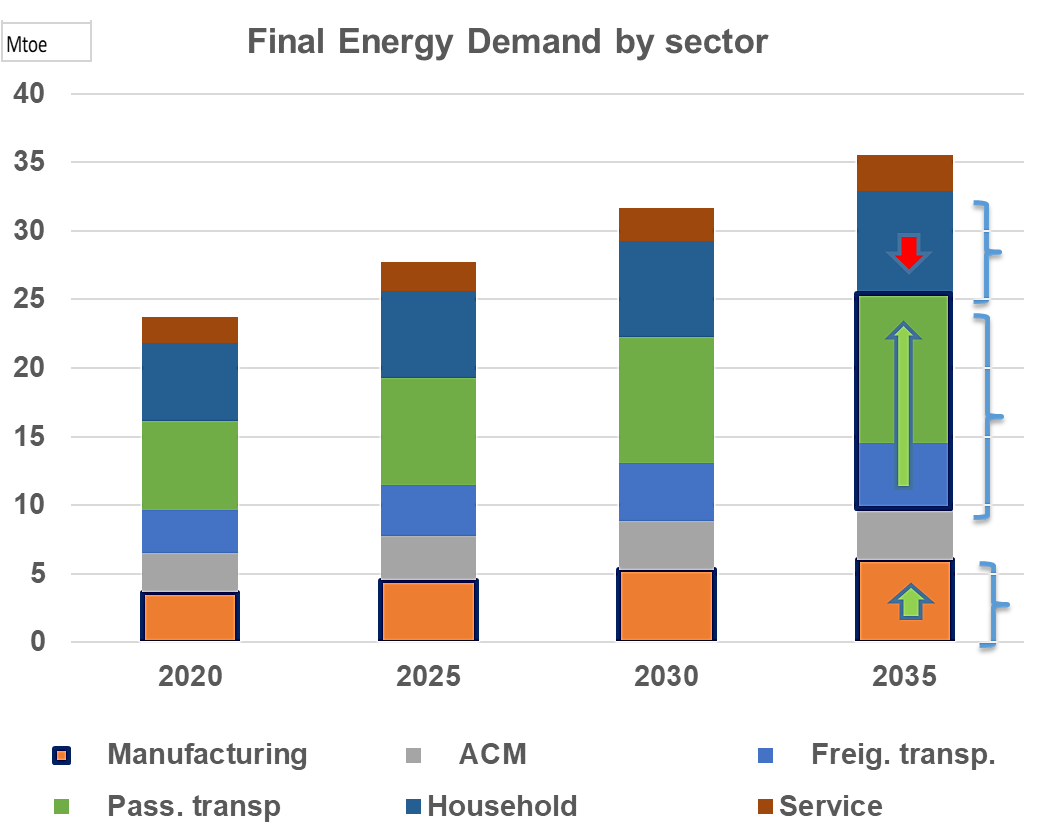 Mtoe
Final Energy Demand by sector
40
35
30
25
20
15
10
5
0
2020 2025 2030 2035
Manufacturing ACM Freig. transp.
Pass. transp Household Service